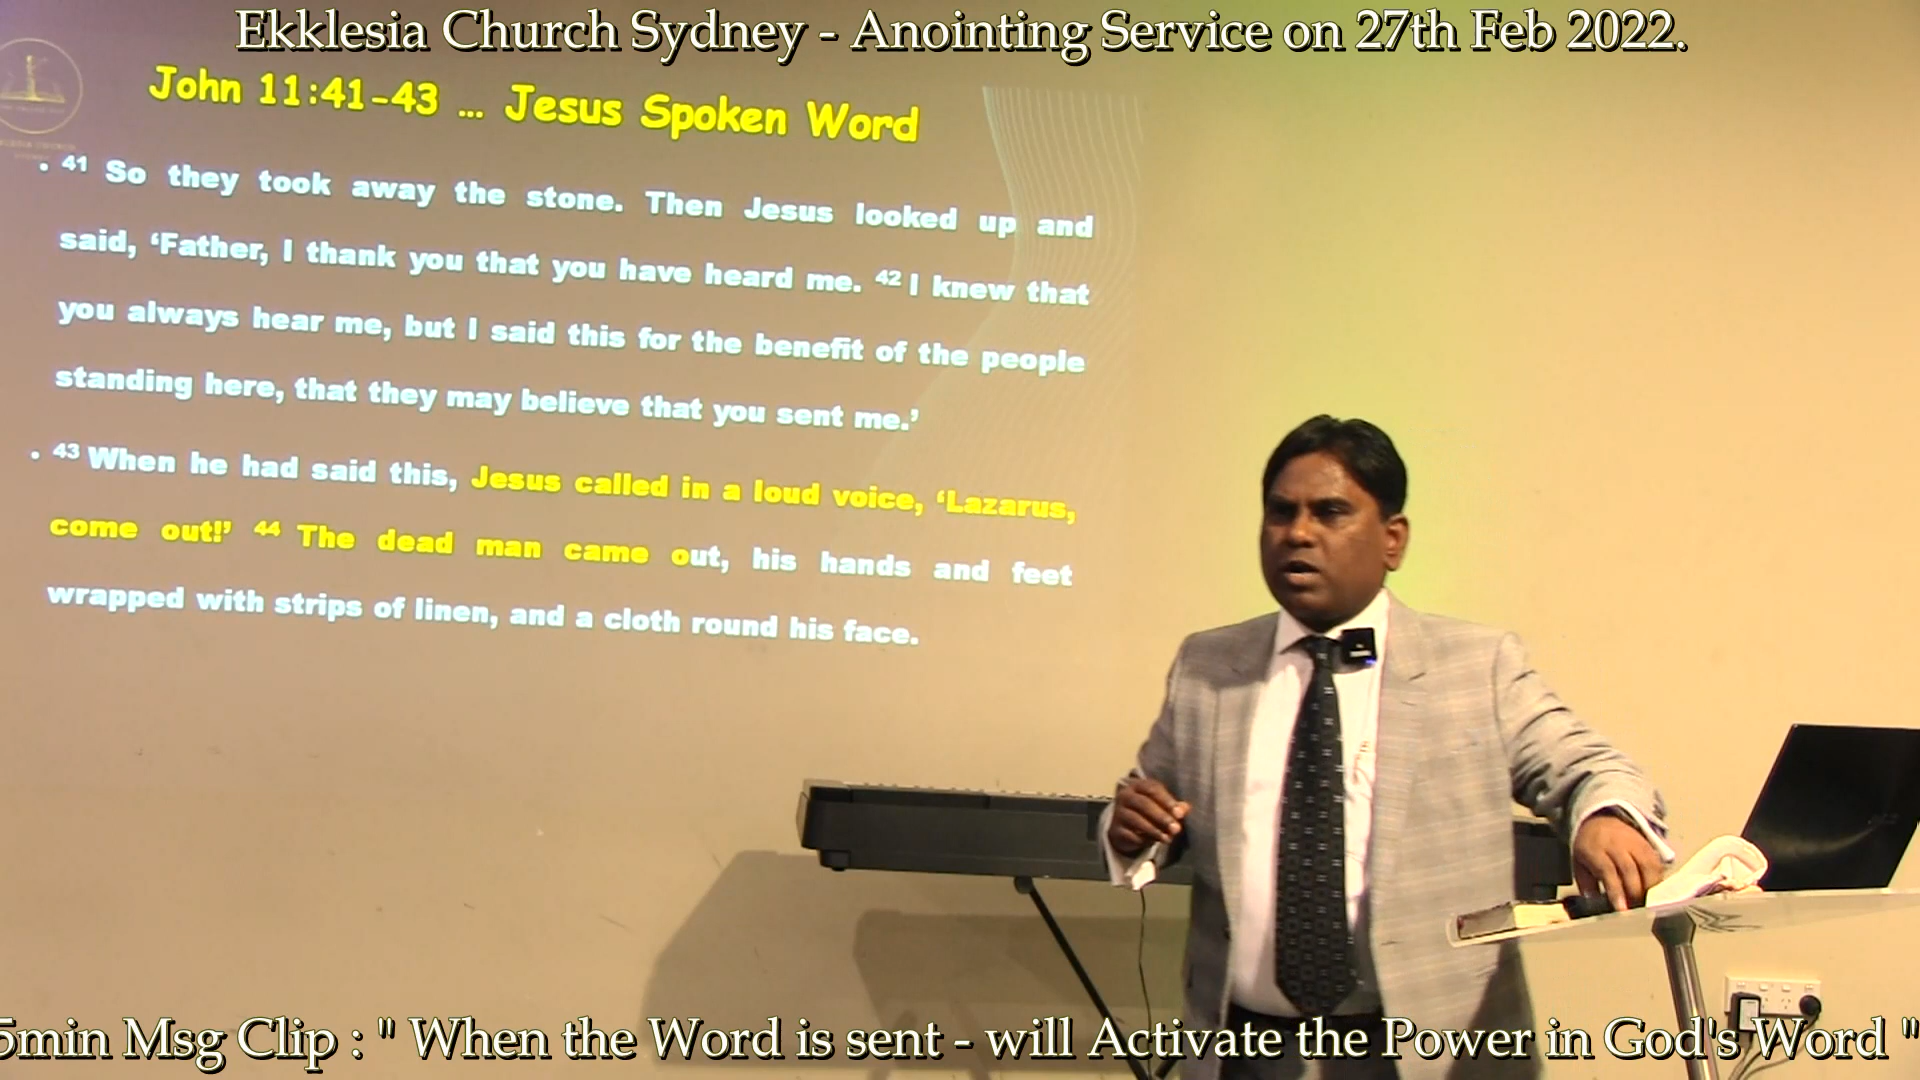 Ekklesia Church Sydney - Anointing Service on 27th Feb 2022.
John 11:41-43 ... Jesus Spoken Word
. 41 So they took away the stone. Then Jesus looked up and
said, ‘Father, I thank you that you have heard me. 42 I knew that
you always hear me, but I said this for the benefit of the people
standing here, that they may believe that you sent me.’
. 43 When he had said this, Jesus called in a loud voice, ‘Lazarus,
come out!’ 44 The dead man came out, his hands and feet
wrapped with strips of linen, and a cloth round his face.
5min Msg Clip : " When the Word is sent - will Activate the Power in God's Word "